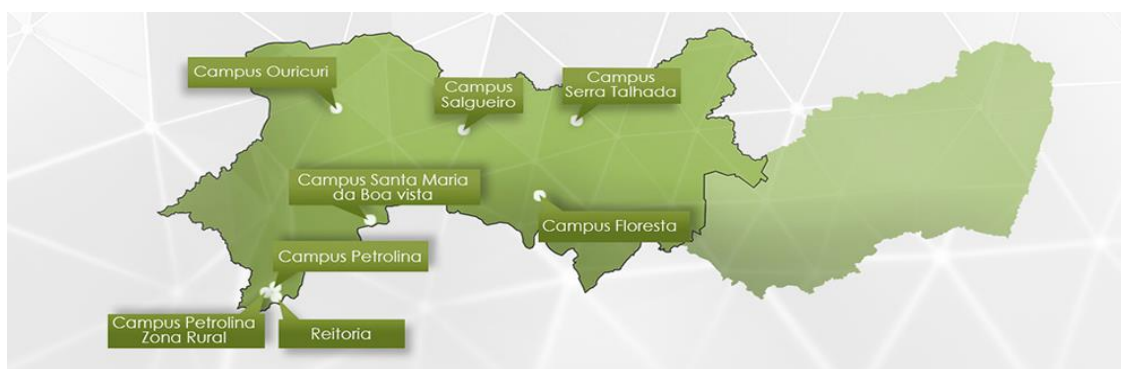 Campus Ouricuri
Campus
Salgueiro
Campus
Serra Talhada
Campus Santa Maria
da Boa vista
Campus Floresta
Campus Petrolina
Campus Petrolina
Zona Rural
Reitoria